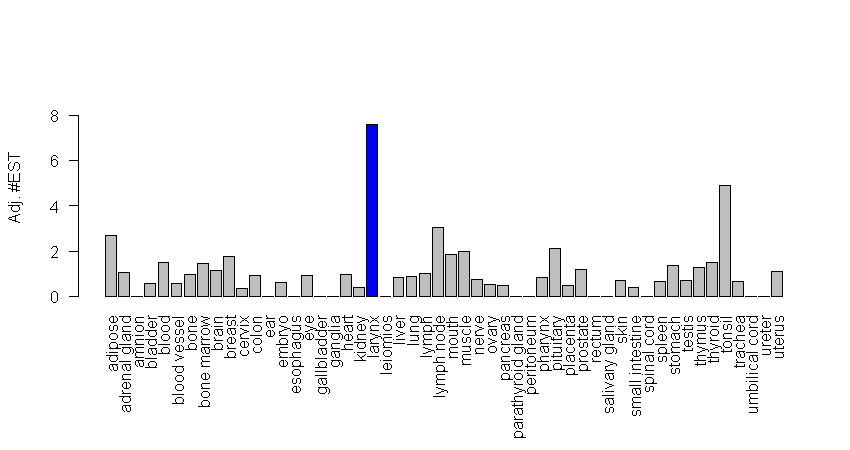 Adj. #EST
8
6
4
2
0
adipose
adrenal gland
amnion
bladder
blood
blood vessel
bone
bone marrow
brain
breast
cervix
colon
ear
embryo
esophagus
eye
gallbladder
ganglia
heart
kidney
larynx
leiomios
liver
lung
lymph
lymph node
mouth
muscle
nerve
ovary
pancreas
parathyroid gland
peritoneum
pharynx
pituitary
placenta
prostate
rectum
salivary gland
skin
small intestine
spinal cord
spleen
stomach
testis
thymus
thyroid
tonsil
trachea
umbilical cord
ureter
uterus